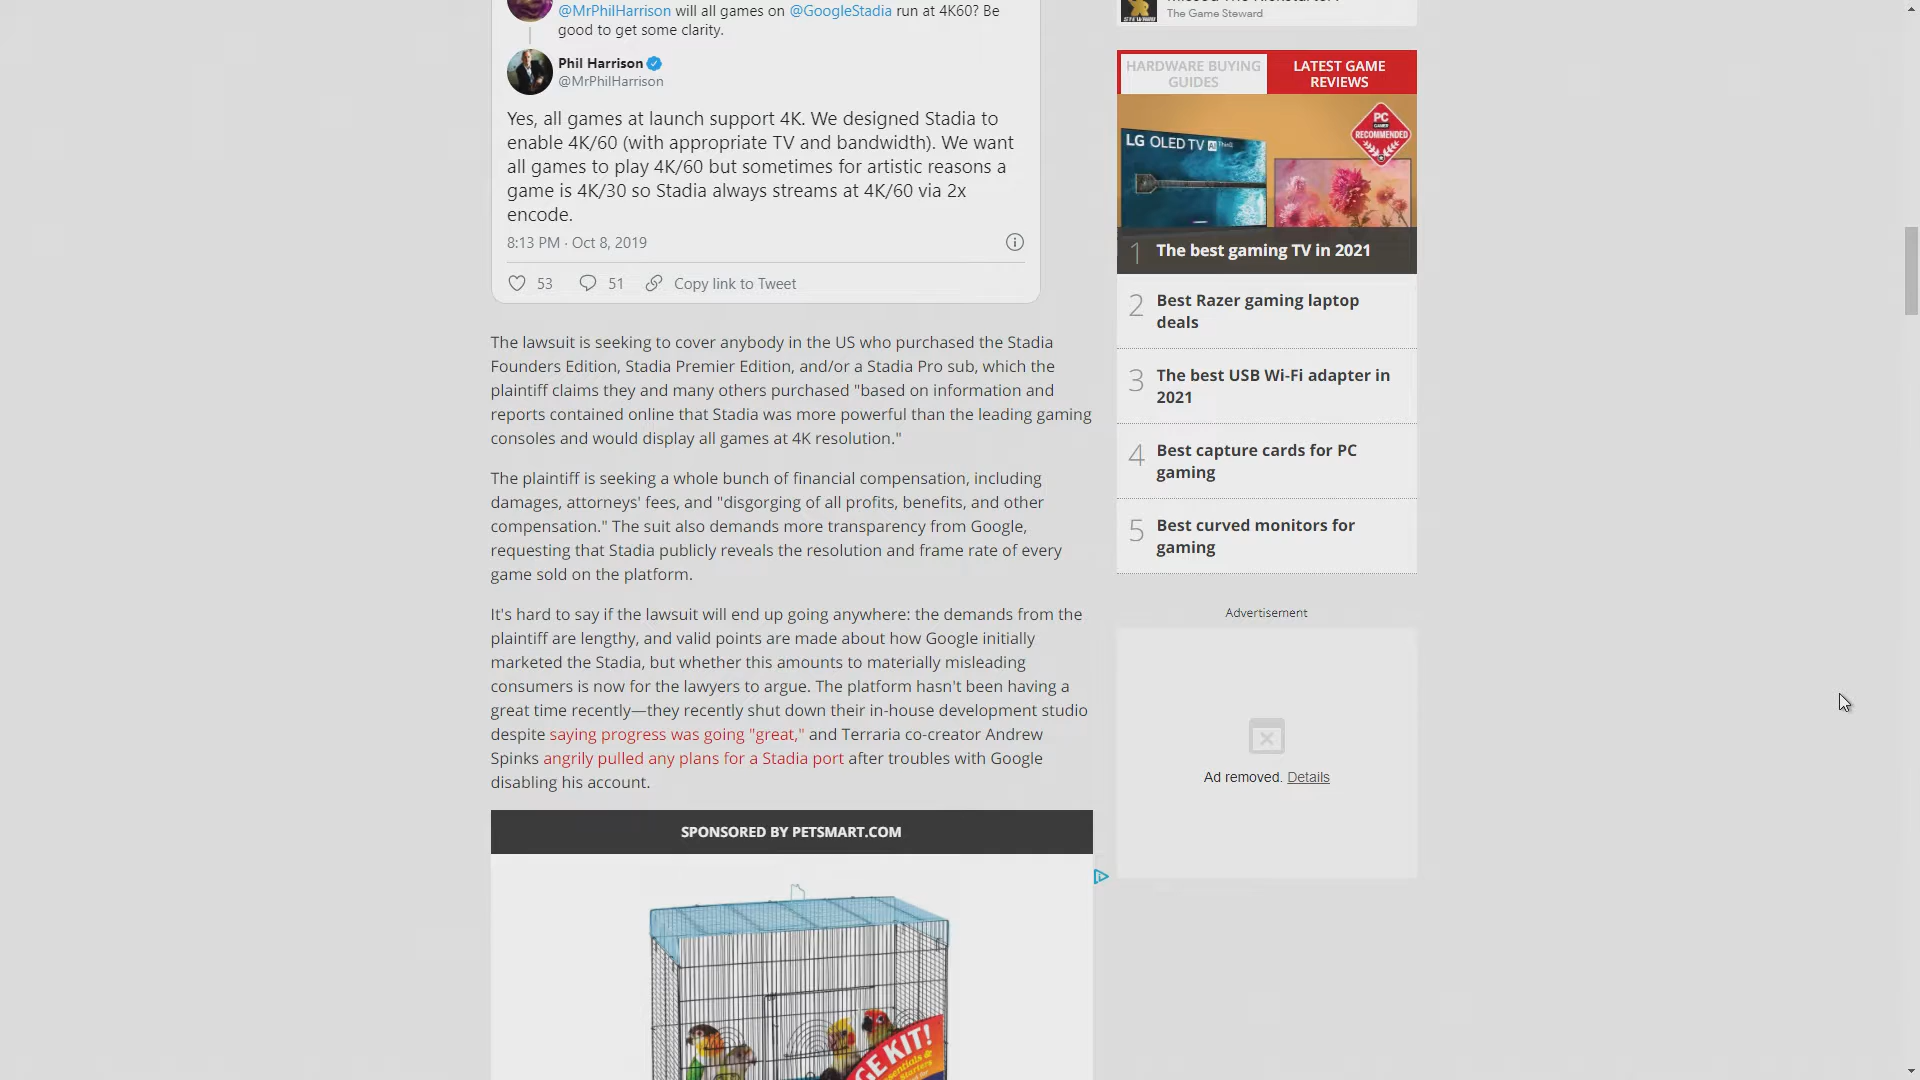 @MrPhilHarrison will all games on @GoogleStadia run at 4K60? Be
good to get some clarity.
Phil Harrison
@MrPhilHarrison
Yes, all games at launch support 4K. We designed Stadia to
enable 4K/60 (with appropriate TV and bandwidth). We want
all games to play 4K/60 but sometimes for artistic reasons a
game is 4K/30 so Stadia always streams at 4K/60 via 2x
encode.
8:13 PM · Oct 8, 2019
53
51
Copy link to Tweet
The lawsuit is seeking to cover anybody in the US who purchased the Stadia
Founders Edition, Stadia Premier Edition, and/or a Stadia Pro sub, which the
plaintiff claims they and many others purchased "based on information and
reports contained online that Stadia was more powerful than the leading gaming
consoles and would display all games at 4K resolution."
The plaintiff is seeking a whole bunch of financial compensation, including
damages, attorneys' fees, and "disgorging of all profits, benefits, and other
compensation." The suit also demands more transparency from Google,
requesting that Stadia publicly reveals the resolution and frame rate of every
game sold on the platform.
It's hard to say if the lawsuit will end up going anywhere: the demands from the
plaintiff are lengthy, and valid points are made about how Google initially
marketed the Stadia, but whether this amounts to materially misleading
consumers is now for the lawyers to argue. The platform hasn't been having a
great time recently—they recently shut down their in-house development studio
despite saying progress was going "great," and Terraria co-creator Andrew
Spinks angrily pulled any plans for a Stadia port after troubles with Google
disabling his account.
SPONSORED BY PETSMART.COM
GE KIT!
The Game Steward
HARDWARE BUYING
GUIDES
LATEST GAME
REVIEWS
LG OLED TV AI ThinQ
PC
GAMER
RECOMMENDED
1 The best gaming TV in 2021
2 Best Razer gaming laptop
deals
3 The best USB Wi-Fi adapter in
2021
4 Best capture cards for PC
gaming
5 Best curved monitors for
gaming
Advertisement
Ad removed. Details